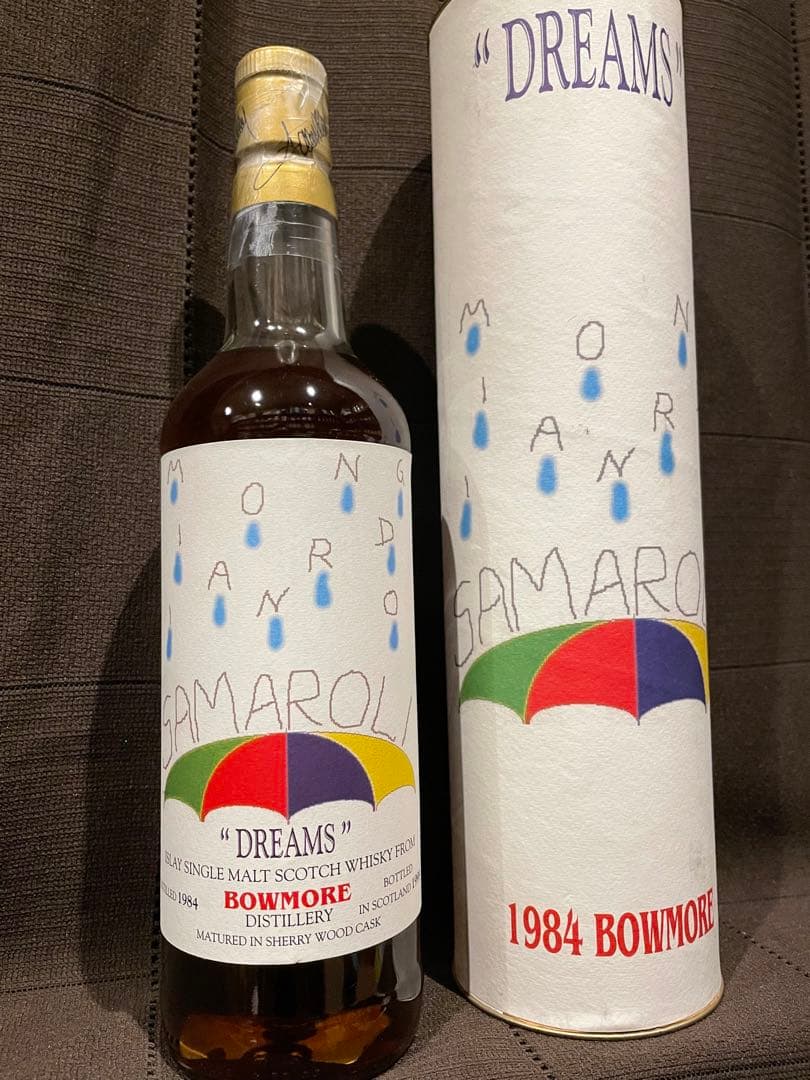 M O N G
I A N R D
I O
SAMAROLI
“DREAMS”
ISLAY SINGLE MALT SCOTCH WHISKY FROM
1984 BOWMORE BOTTLED
DISTILLERY IN SCOTLAND
MATURED IN SHERRY WOOD CASK
“DREAMS”
M O N
I A N R
I
SAMAROLI
1984 BOWMORE